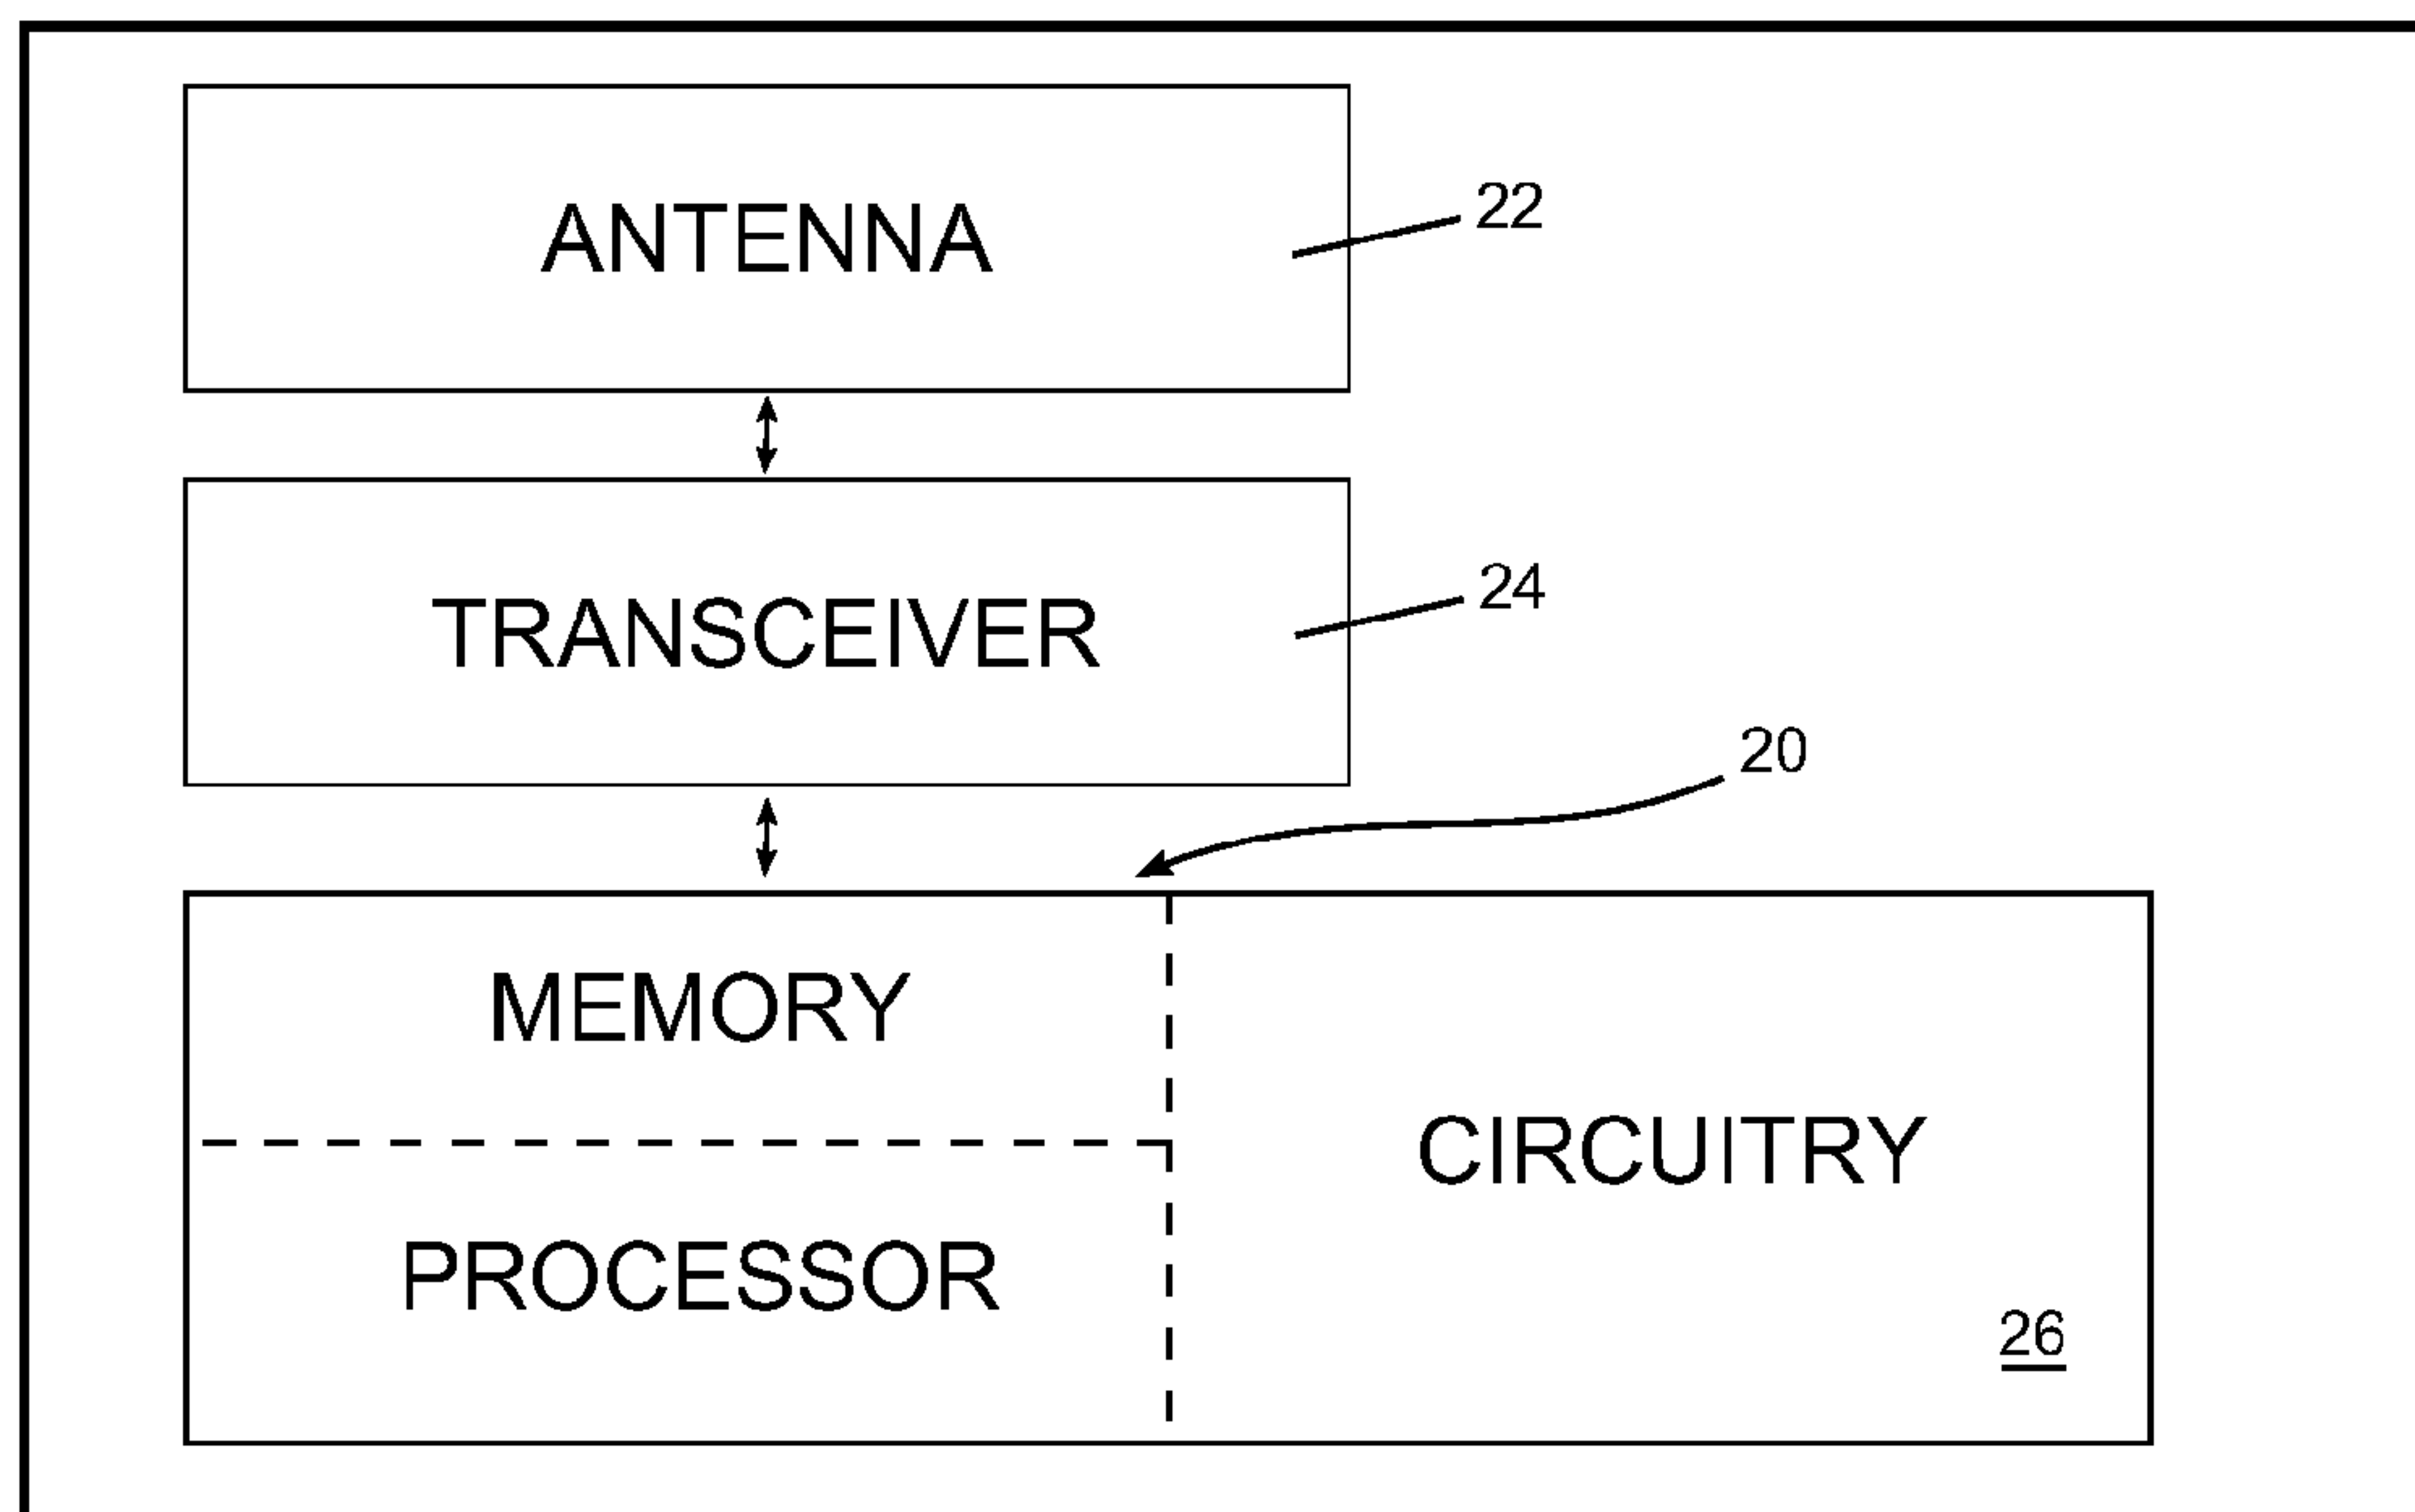 ANTENNA
22
TRANSCEIVER
24
20
MEMORY
CIRCUITRY
PROCESSOR
26